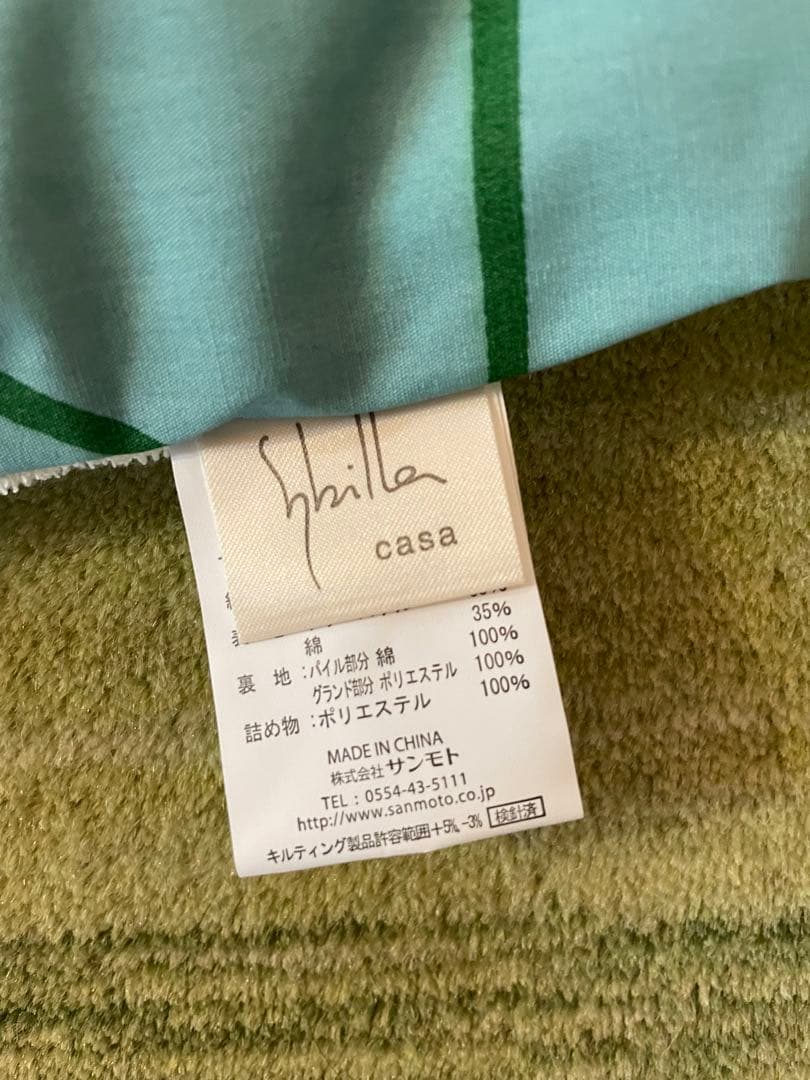 Sybilla
casa
35%
綿 100%
裏 地 :パイル部分 綿 100%
グランド部分 ポリエステル 100%
詰め物 :ポリエステル
MADE IN CHINA
株式会社 サンモト
TEL : 0554-43-5111
http://www.sanmoto.co.jp
キルティング製品許容範囲+5%,-3% 検針済